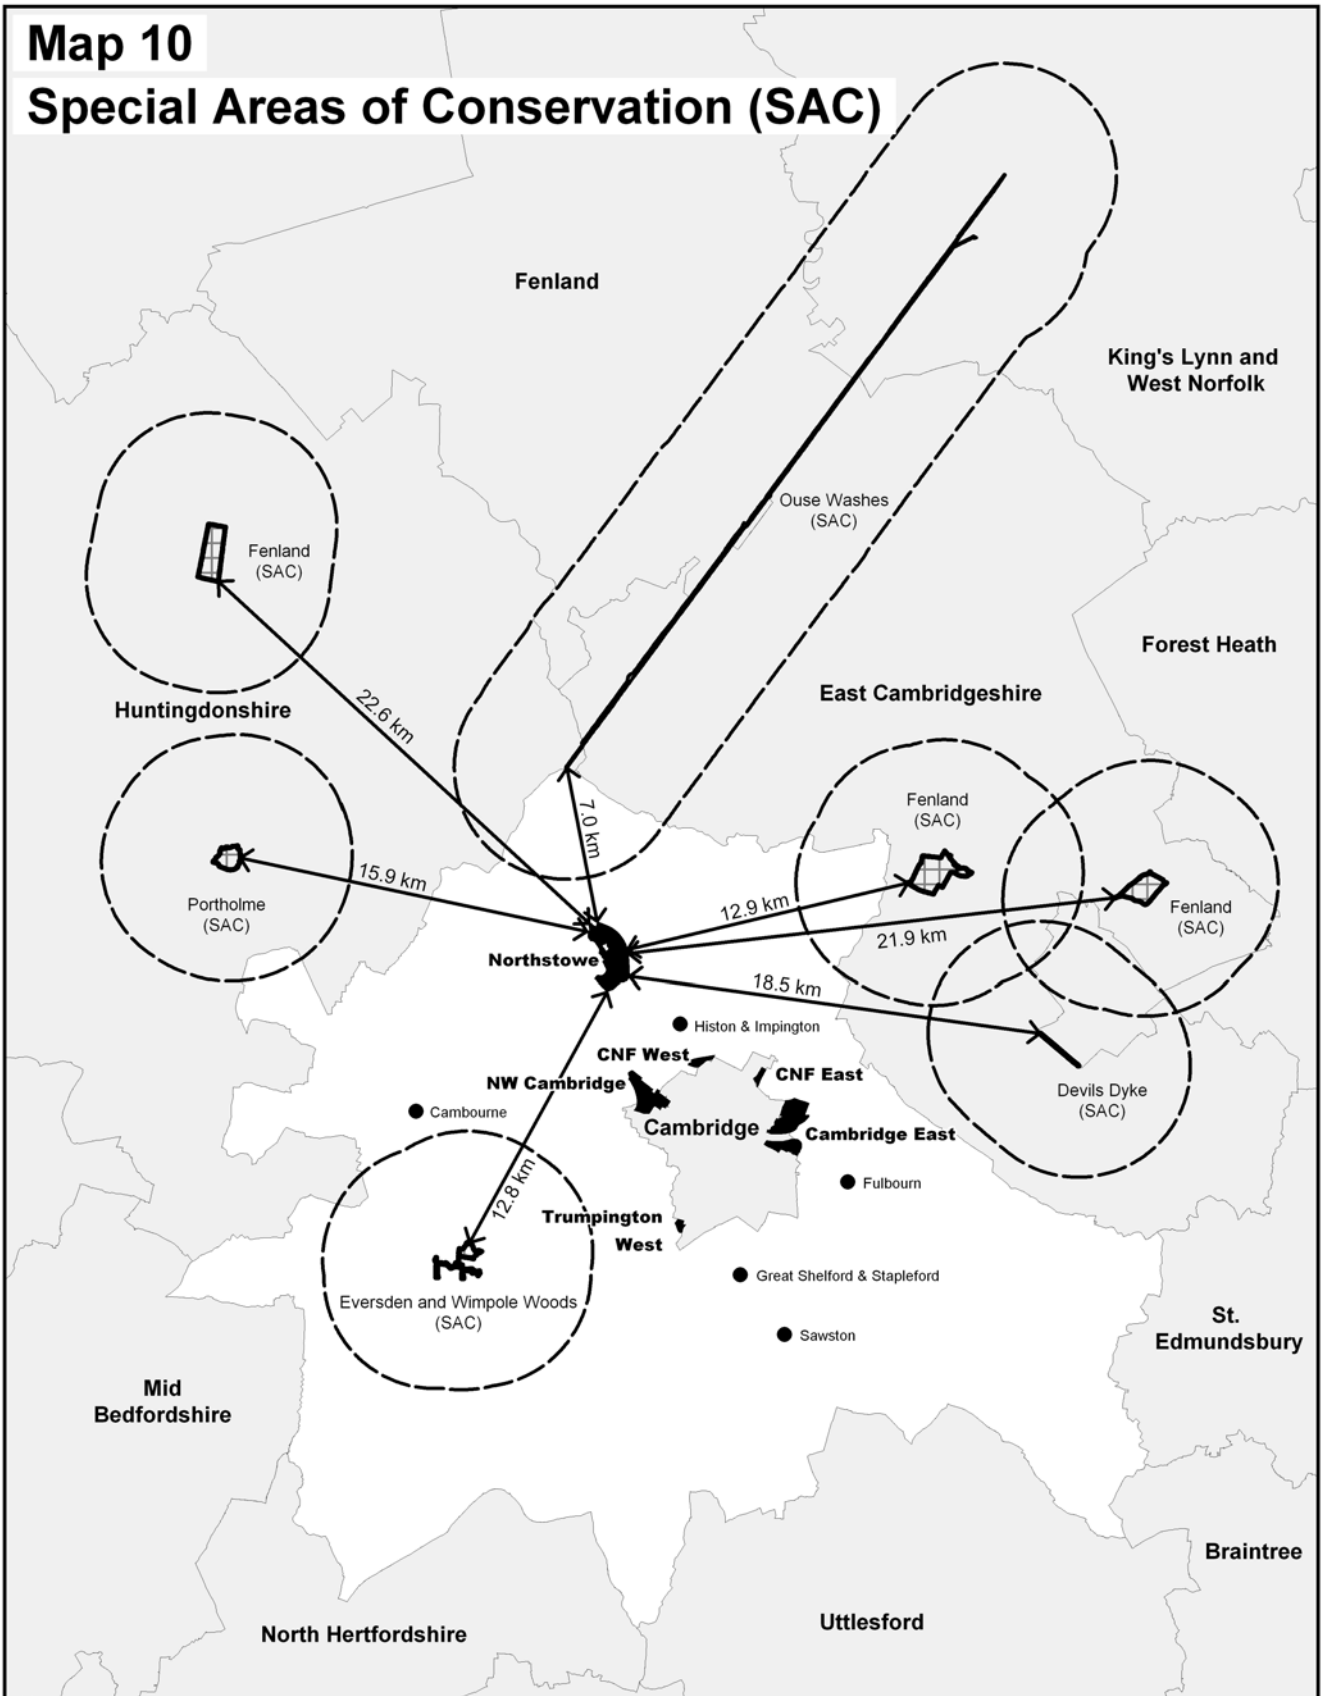 Map 10
Special Areas of Conservation (SAC)
Fenland
King's Lynn and
West Norfolk
Ouse Washes
(SAC)
Fenland
(SAC)
Forest Heath
East Cambridgeshire
22.6 km
Huntingdonshire
7.0 km
Fenland
(SAC)
15.9 km
Portholme
(SAC)
12.9 km
Fenland
(SAC)
21.9 km
Northstowe
18.5 km
Histon & Impington
CNF West
CNF East
NW Cambridge
Devils Dyke
(SAC)
Cambourne
Cambridge
Cambridge East
12.8 km
Fulbourn
Trumpington
West
Great Shelford & Stapleford
Eversden and Wimpole Woods
(SAC)
Sawston
St.
Edmundsbury
Mid
Bedfordshire
Braintree
Uttlesford
North Hertfordshire